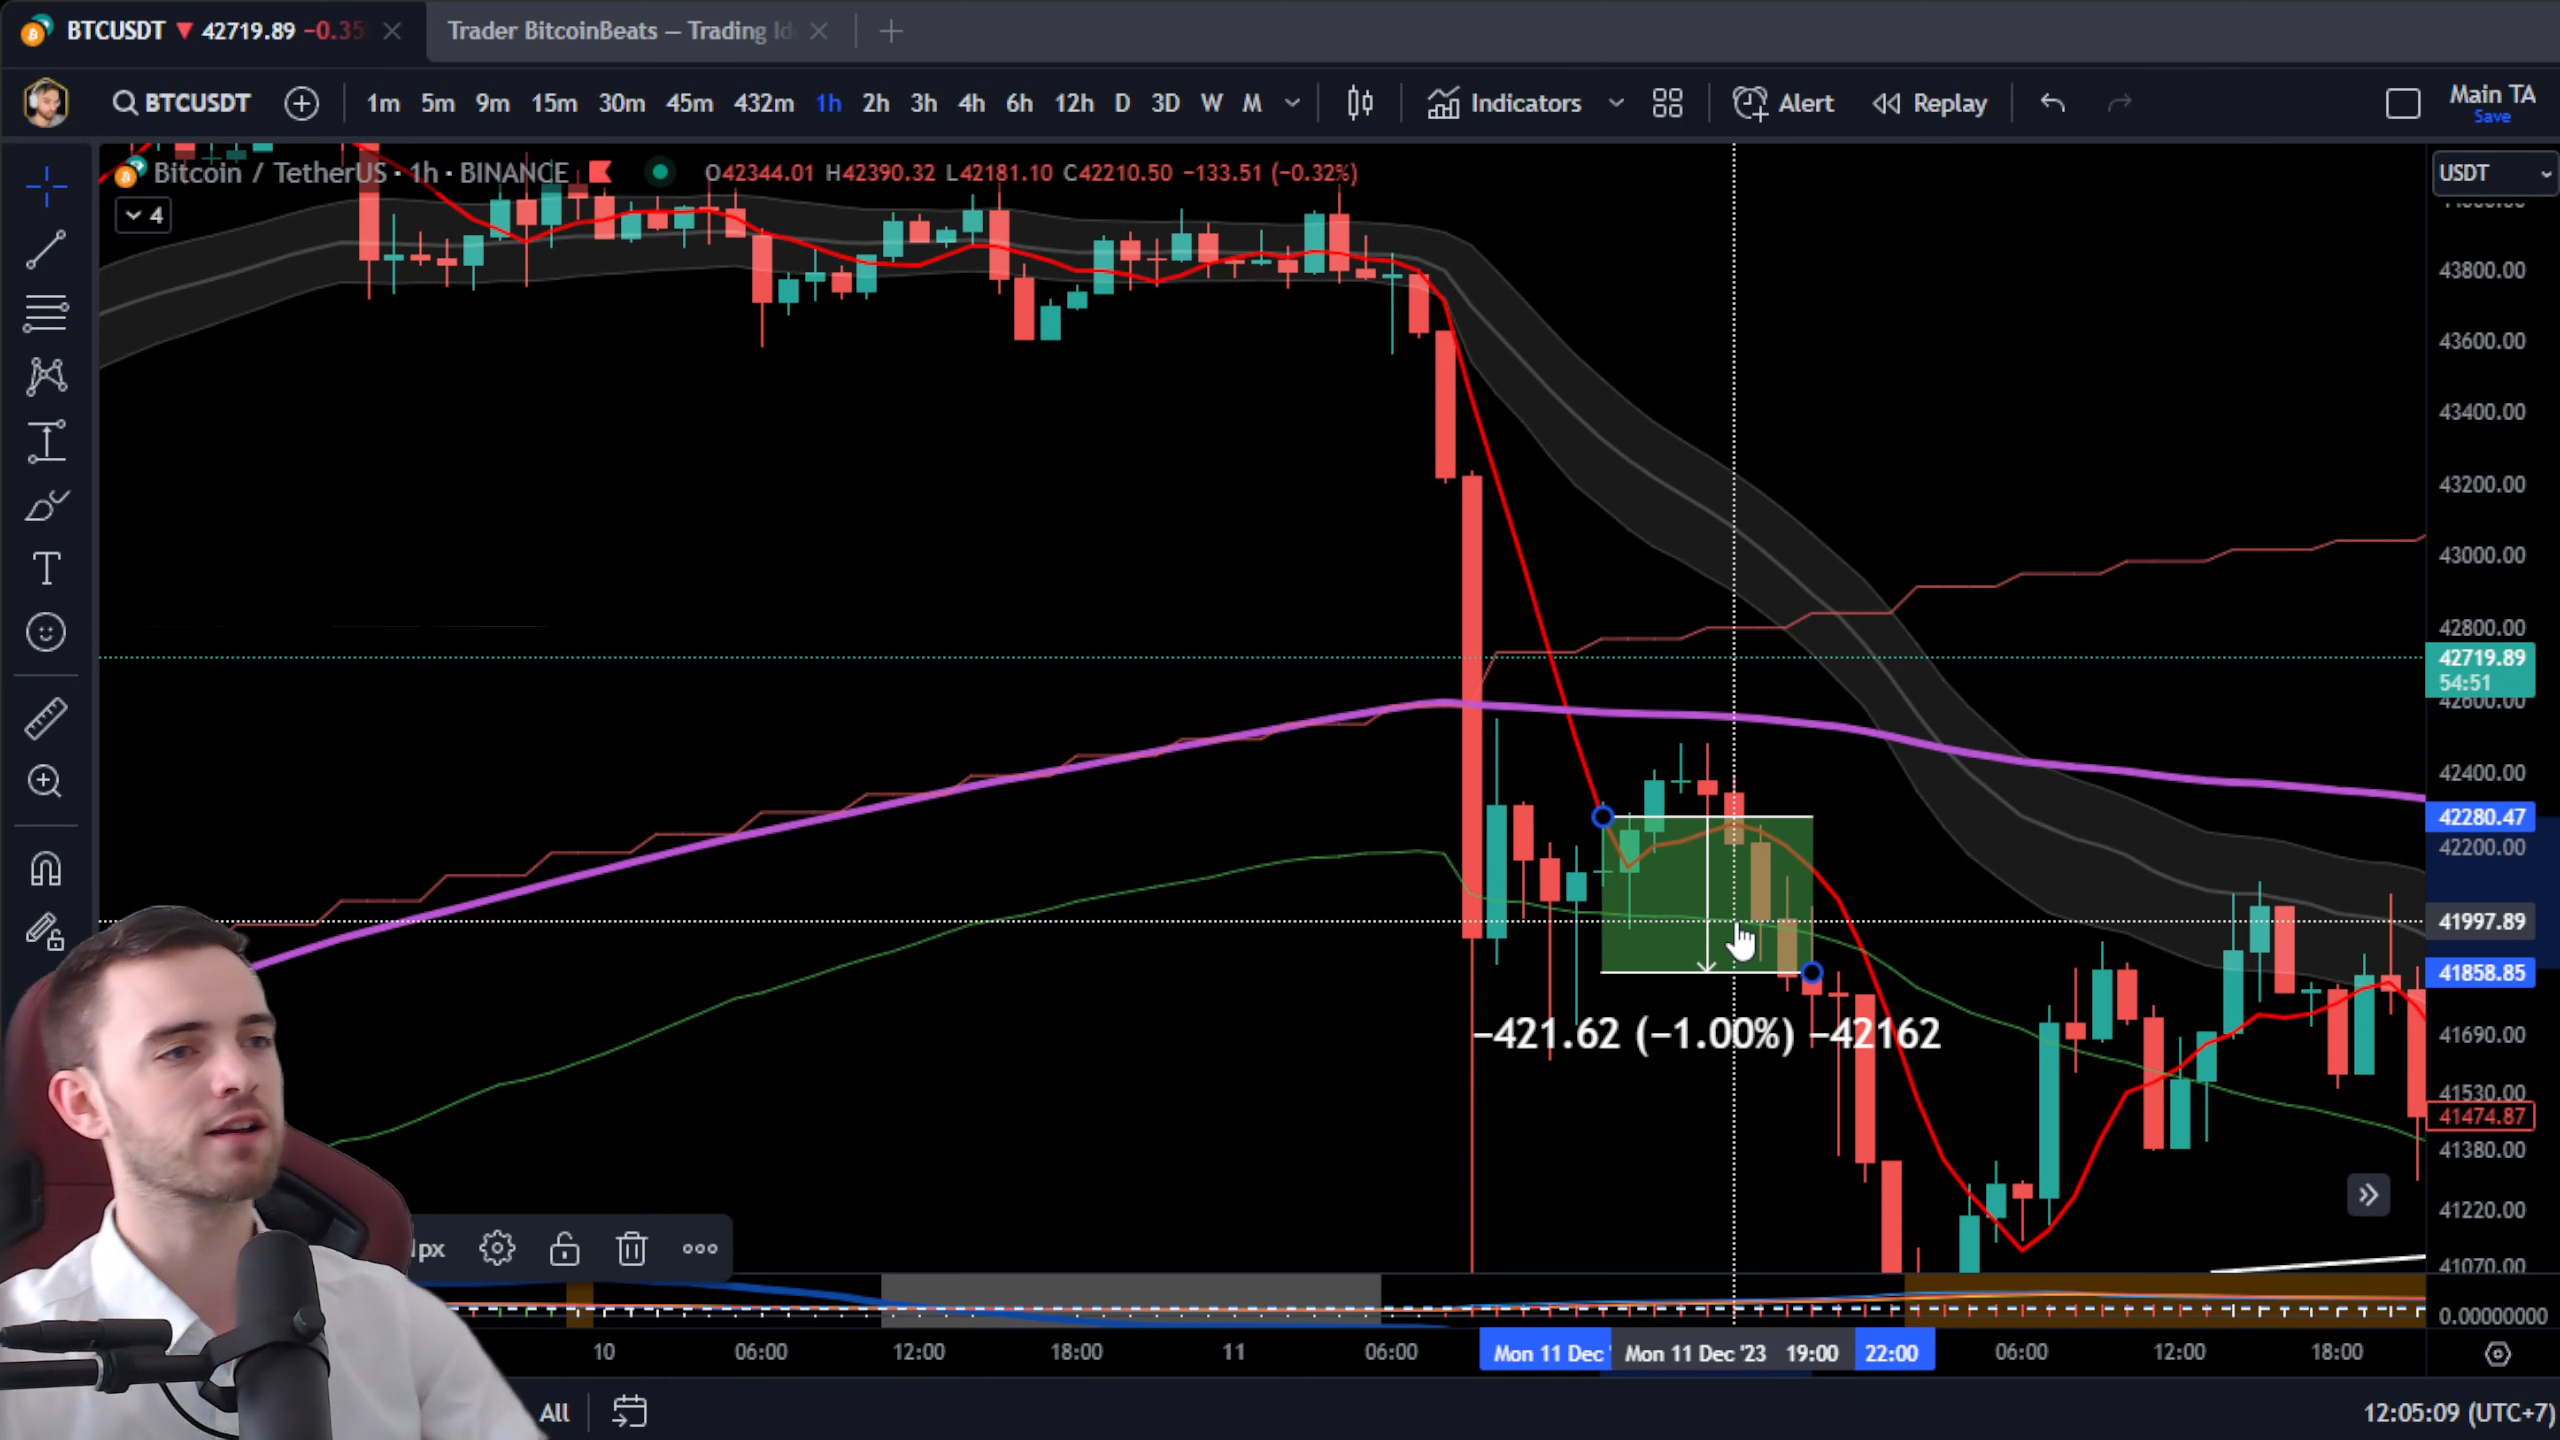 BTCUSDT ▼ 42719.89 −0.35
Trader BitcoinBeats — Trading Id
BTCUSDT
1m 5m 9m 15m 30m 45m 432m 1h 2h 3h 4h 6h 12h D 3D W M
Indicators
Alert
Replay
Main TA
Save
Bitcoin / TetherUS · 1h · BINANCE
O42344.01 H42390.32 L42181.10 C42210.50 −133.51 (−0.32%)
USDT
4
43800.00
43600.00
43400.00
43200.00
43000.00
42800.00
42719.89
54:51
42600.00
42400.00
42280.47
42200.00
41997.89
41858.85
−421.62 (−1.00%) −42162
41690.00
41530.00
41474.87
41380.00
41220.00
41070.00
px
0.00000000
10 06:00 12:00 18:00 11 06:00 Mon 11 Dec ' Mon 11 Dec '23 19:00 22:00 06:00 12:00 18:00
All
12:05:09 (UTC+7)